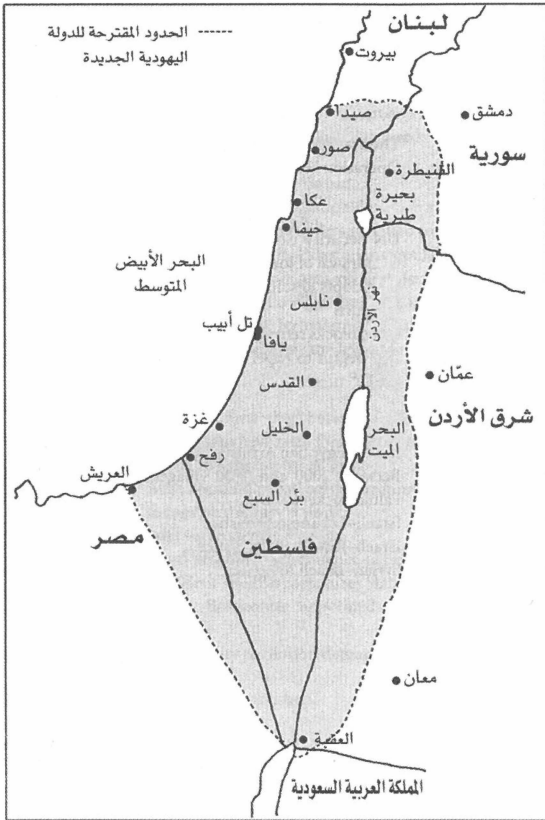 لبنان
------ الحدود المقترحة للدولة
اليهودية الجديدة
بيروت
صيدا
دمشق
صور
سورية
القنيطرة
بحيرة
طبرية
عكا
حيفا
البحر الأبيض
المتوسط
نابلس
نهر الأردن
تل أبيب
يافا
عمّان
القدس
شرق الأردن
غزة
الخليل
البحر
الميت
رفح
العريش
بئر السبع
مصر
فلسطين
معان
العقبة
المملكة العربية السعودية